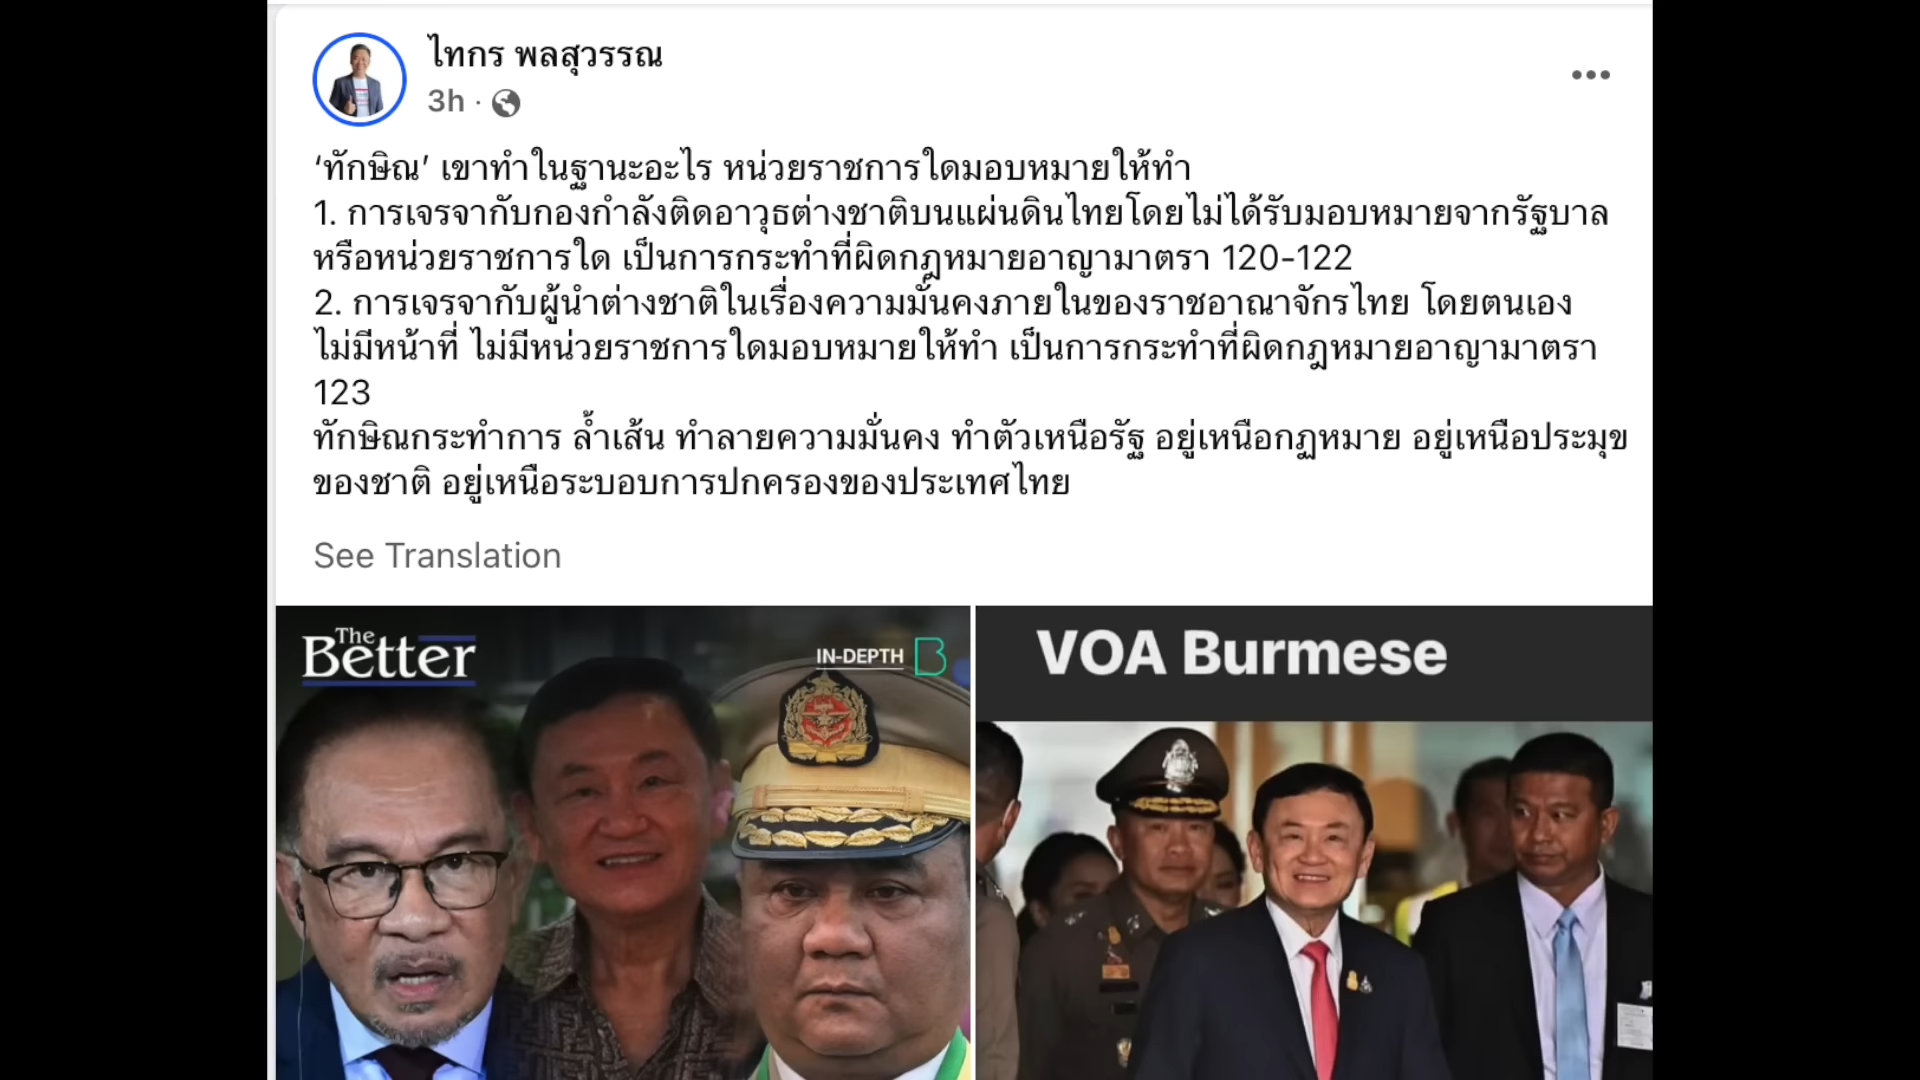 ไทกร พลสุวรรณ
3h ·
‘ทักษิณ’ เขาทำในฐานะอะไร หน่วยราชการใดมอบหมายให้ทำ
1. การเจรจากับกองกำลังติดอาวุธต่างชาติบนแผ่นดินไทยโดยไม่ได้รับมอบหมายจากรัฐบาล
หรือหน่วยราชการใด เป็นการกระทำที่ผิดกฎหมายอาญามาตรา 120-122
2. การเจรจากับผู้นำต่างชาติในเรื่องความมั่นคงภายในของราชอาณาจักรไทย โดยตนเอง
ไม่มีหน้าที่ ไม่มีหน่วยราชการใดมอบหมายให้ทำ เป็นการกระทำที่ผิดกฎหมายอาญามาตรา
123
ทักษิณกระทำการ ล้ำเส้น ทำลายความมั่นคง ทำตัวเหนือรัฐ อยู่เหนือกฏหมาย อยู่เหนือประมุข
ของชาติ อยู่เหนือระบอบการปกครองของประเทศไทย
See Translation
The
Better
IN-DEPTH B
VOA Burmese